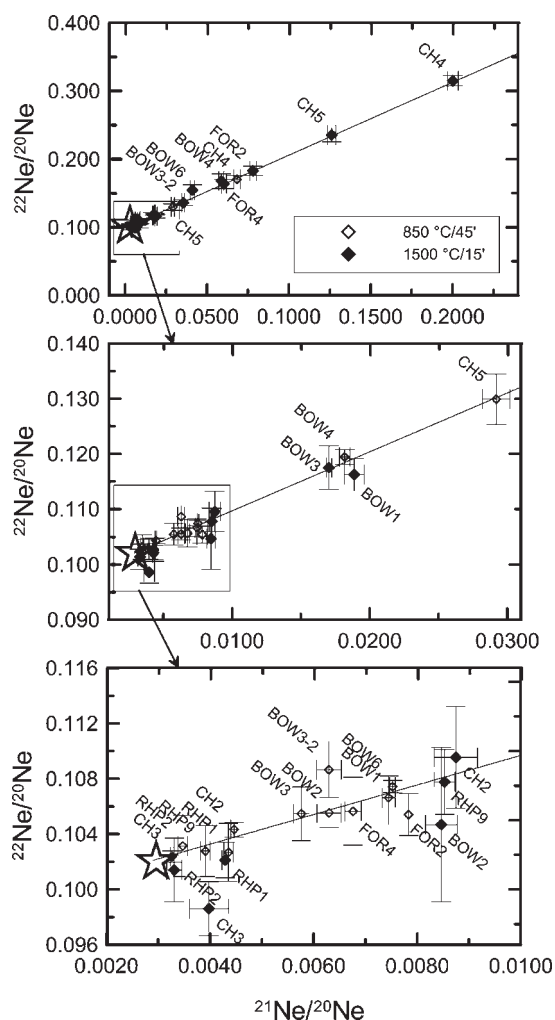 0.400
0.300
0.200
0.100
0.000
22Ne/20Ne
CH4
CH5
FOR2
CH4
BOW4
BOW6
BOW3-2
FOR4
CH5
850 °C/45'
1500 °C/15'
0.0000 0.0500 0.1000 0.1500 0.2000
0.140
0.130
0.120
0.110
0.100
0.090
22Ne/20Ne
CH5
BOW4
BOW3
BOW1
0.0100 0.0200 0.0300
0.116
0.112
0.108
0.104
0.100
0.096
22Ne/20Ne
BOW3-2
BOW6
BOW1
BOW2
BOW3
CH2
RHP1
RHP9
RHP2
CH3
CH2
RHP9
BOW2
FOR2
FOR4
RHP1
RHP2
CH3
0.0020 0.0040 0.0060 0.0080 0.0100
21Ne/20Ne